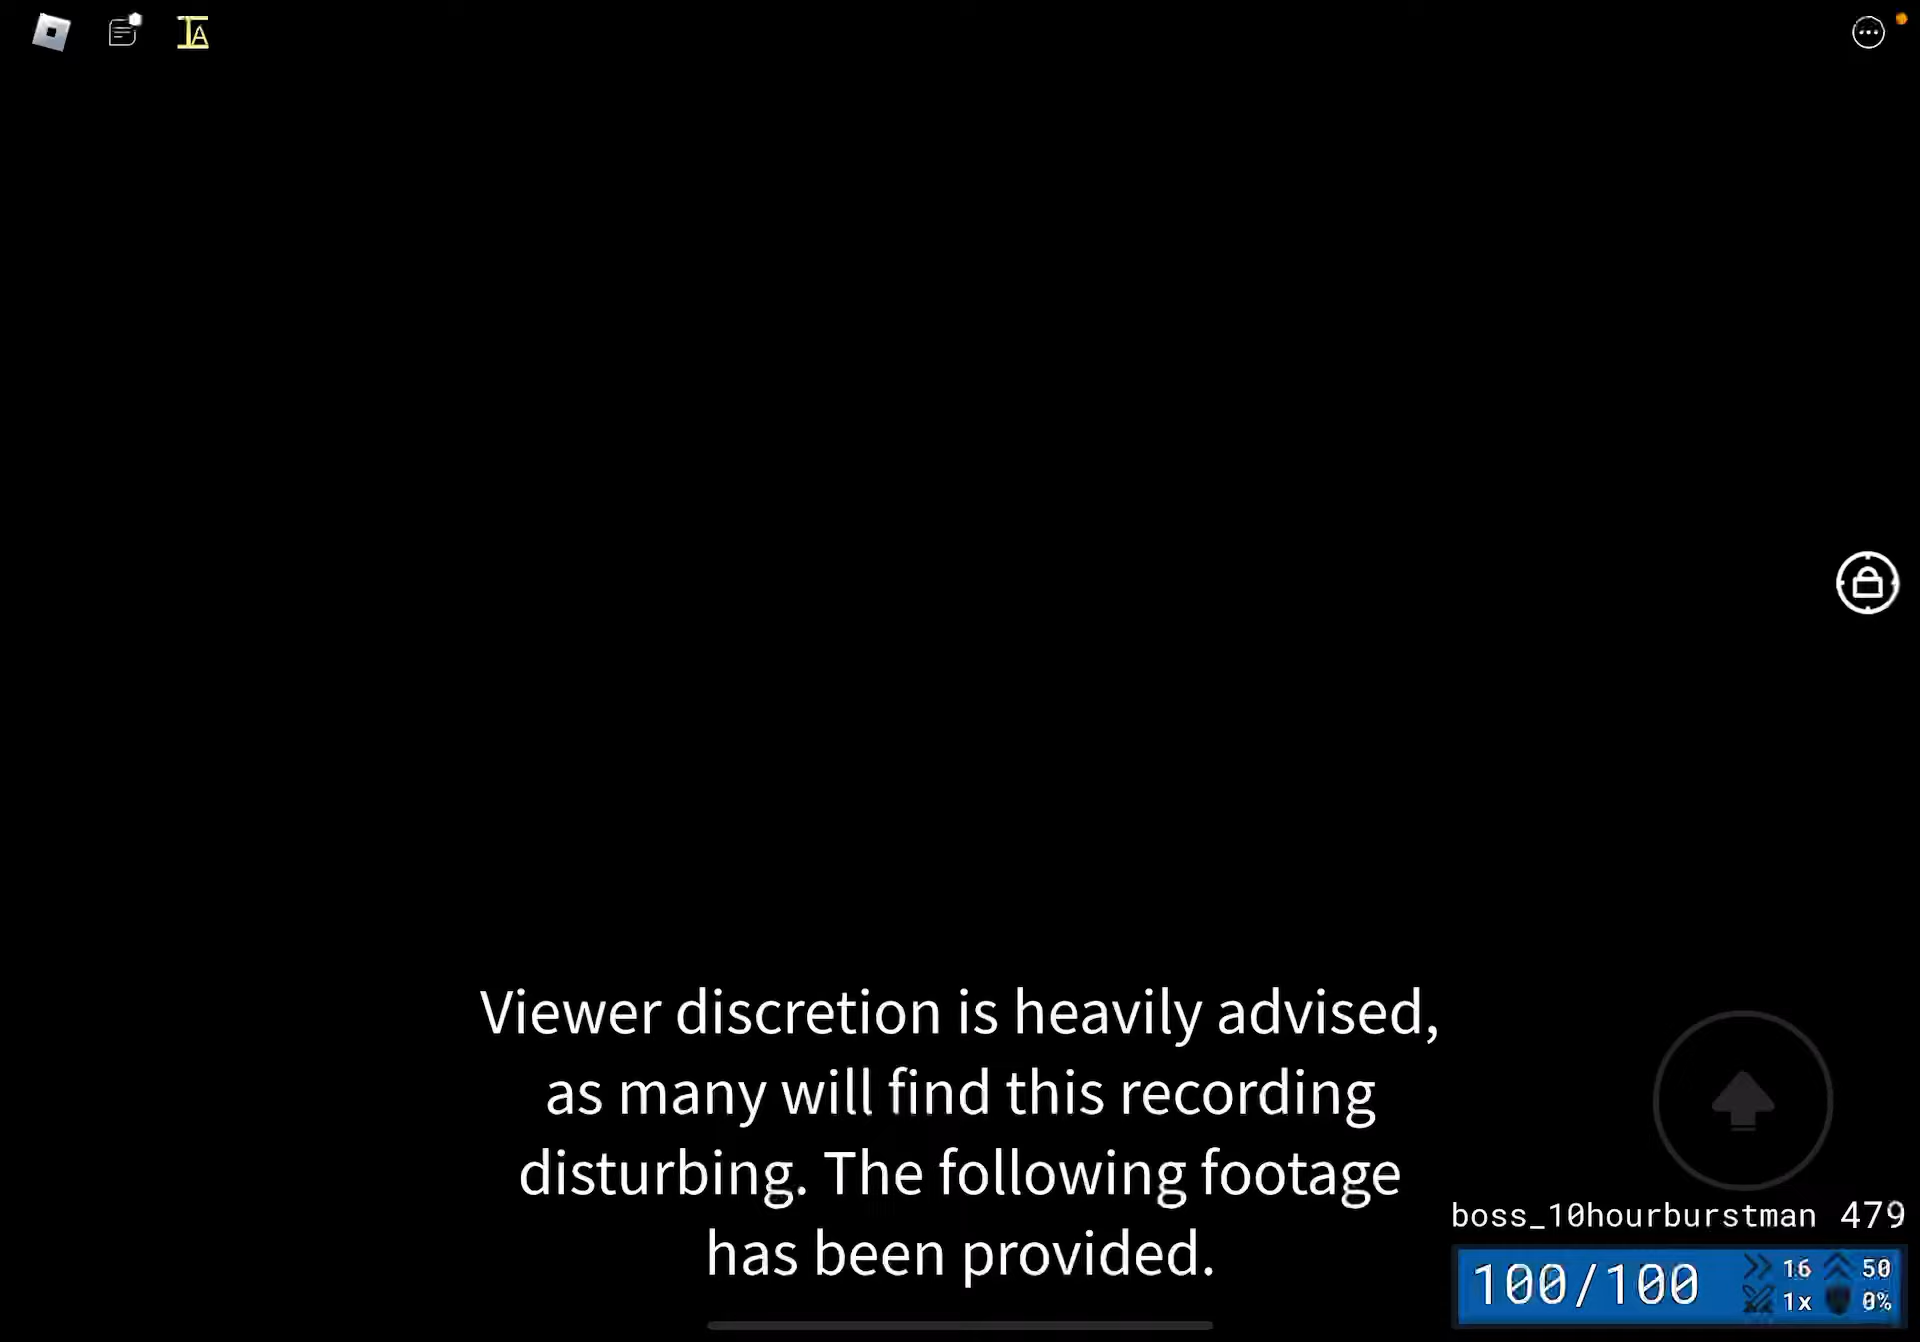 IA
Viewer discretion is heavily advised,
as many will find this recording
disturbing. The following footage
has been provided.
boss_10hourburstman 479
100/100
16 50
1x 0%